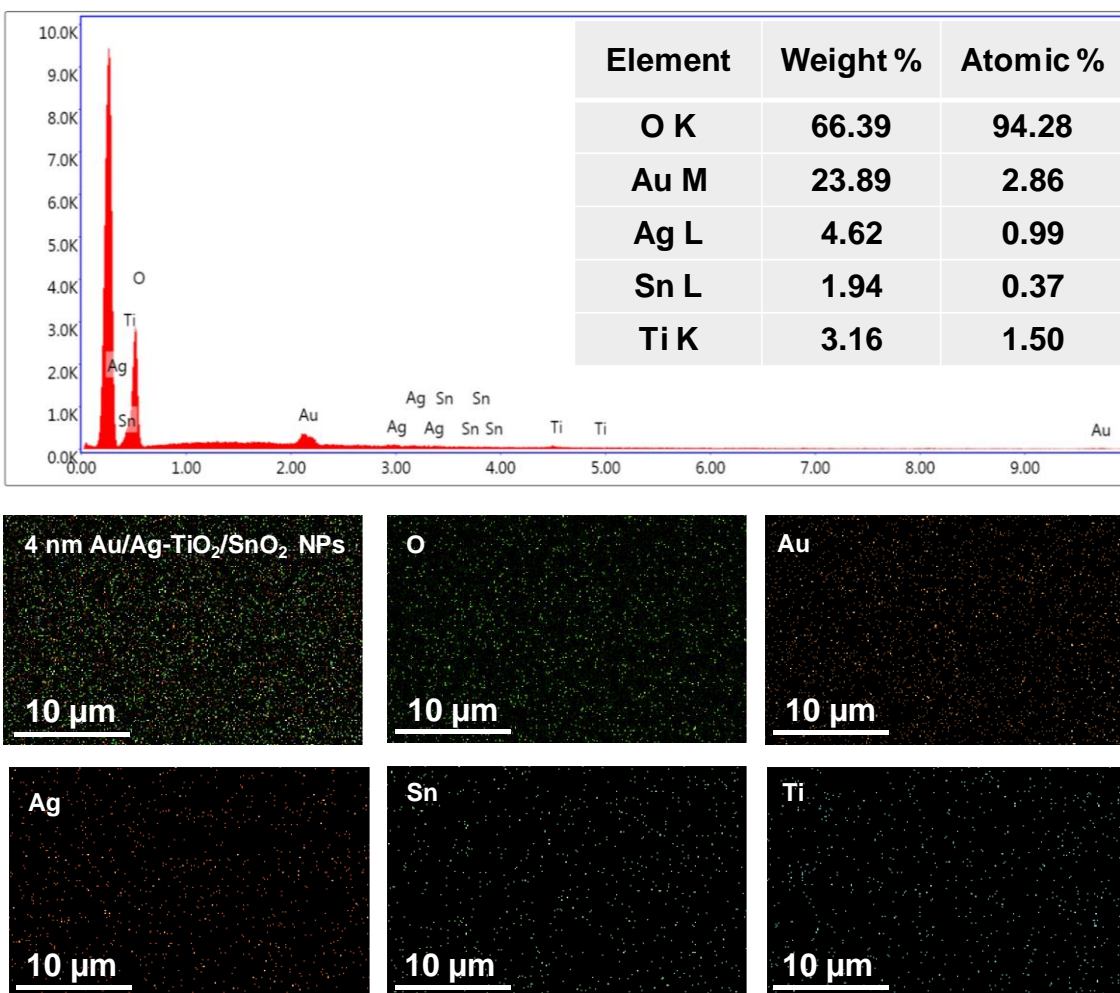 10.0K
9.0K
8.0K
7.0K
6.0K
5.0K
4.0K
3.0K
2.0K
1.0K
0.0K
O
Ti
Ag
Sn
Au
Ag Sn Sn
Ag Ag Sn Sn Ti Ti Au
0.00 1.00 2.00 3.00 4.00 5.00 6.00 7.00 8.00 9.00
Element Weight % Atomic %
O K 66.39 94.28
Au M 23.89 2.86
Ag L 4.62 0.99
Sn L 1.94 0.37
Ti K 3.16 1.50
4 nm Au/Ag-TiO₂/SnO₂ NPs
10 µm
O
10 µm
Au
10 µm
Ag
10 µm
Sn
10 µm
Ti
10 µm